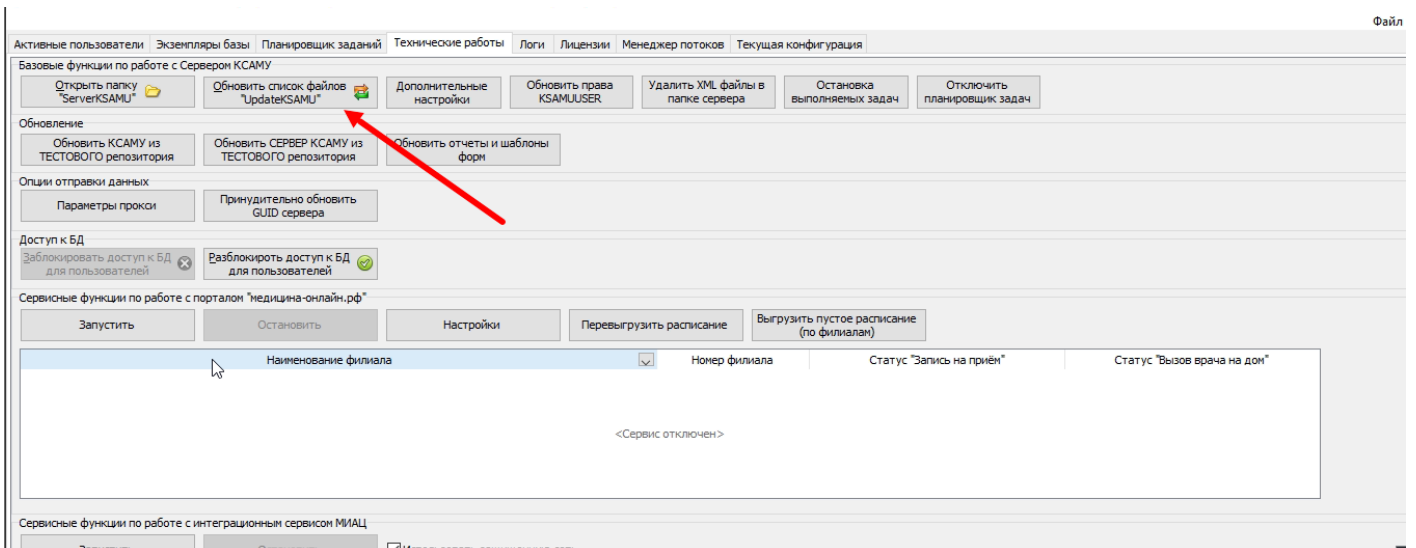 Файл
Активные пользователи Экземпляры базы Планировщик заданий Технические работы Логи Лицензии Менеджер потоков Текущая конфигурация
Базовые функции по работе с Сервером КСАМУ
Открыть папку "ServerKSAMU"
Обновить список файлов "UpdateKSAMU"
Дополнительные настройки
Обновить права KSAMUUSER
Удалить XML файлы в папке сервера
Остановка выполняемых задач
Отключить планировщик задач
Обновление
Обновить КСАМУ из ТЕСТОВОГО репозитория
Обновить СЕРВЕР КСАМУ из ТЕСТОВОГО репозитория
Обновить отчеты и шаблоны форм
Опции отправки данных
Параметры прокси
Принудительно обновить GUID сервера
Доступ к БД
Заблокировать доступ к БД для пользователей
Разблокироть доступ к БД для пользователей
Сервисные функции по работе с порталом "медицина-онлайн.рф"
Запустить
Остановить
Настройки
Перевыгрузить расписание
Выгрузить пустое расписание (по филиалам)
Наименование филиала Номер филиала Статус "Запись на приём" Статус "Вызов врача на дом"
<Сервис отключен>
Сервисные функции по работе с интеграционным сервисом МИАЦ